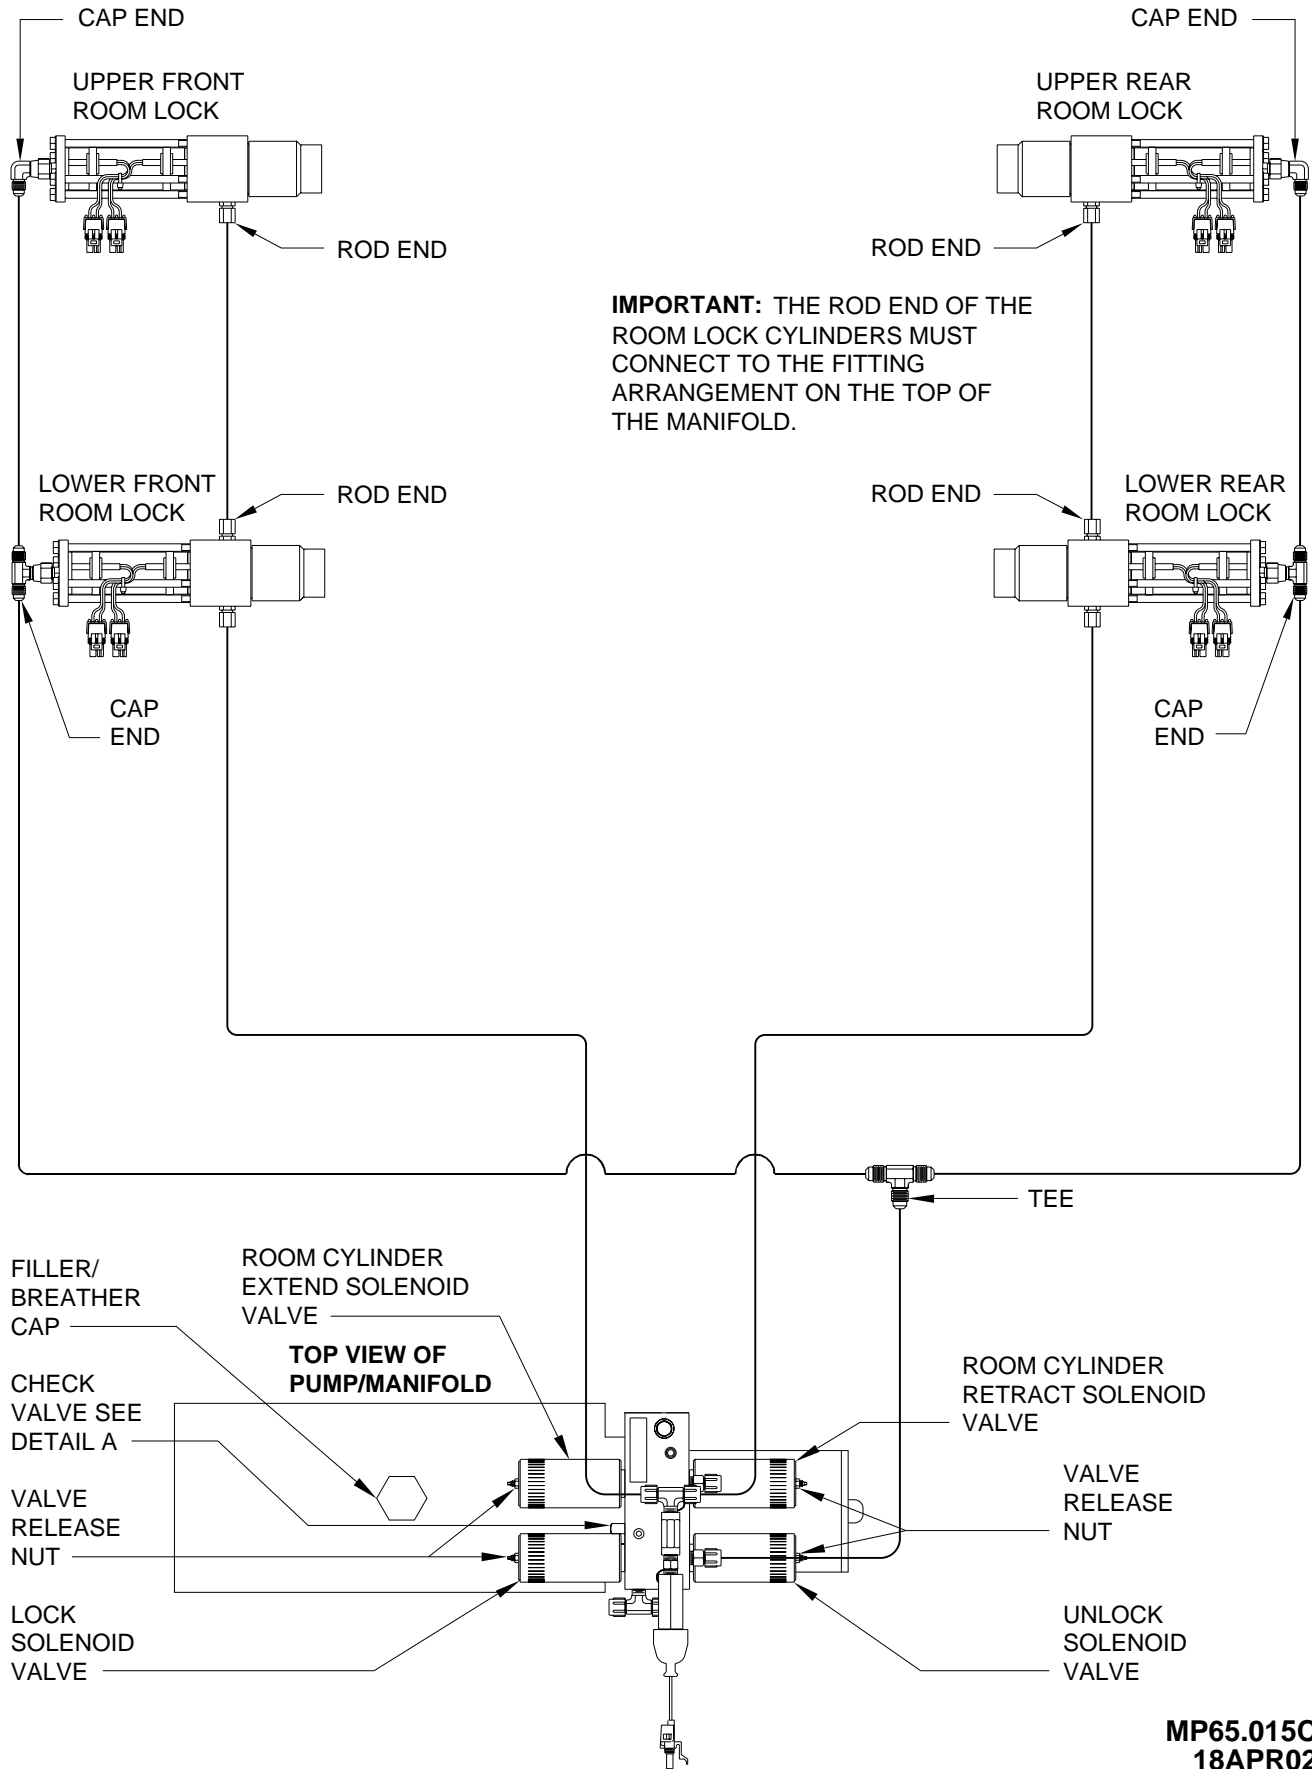 CAP END
CAP END
UPPER FRONT
ROOM LOCK
UPPER REAR
ROOM LOCK
ROD END
ROD END
IMPORTANT: THE ROD END OF THE
ROOM LOCK CYLINDERS MUST
CONNECT TO THE FITTING
ARRANGEMENT ON THE TOP OF
THE MANIFOLD.
LOWER FRONT
ROOM LOCK
ROD END
ROD END
LOWER REAR
ROOM LOCK
CAP
END
CAP
END
TEE
FILLER/
BREATHER
CAP
ROOM CYLINDER
EXTEND SOLENOID
VALVE
TOP VIEW OF
PUMP/MANIFOLD
CHECK
VALVE SEE
DETAIL A
ROOM CYLINDER
RETRACT SOLENOID
VALVE
VALVE
RELEASE
NUT
VALVE
RELEASE
NUT
LOCK
SOLENOID
VALVE
UNLOCK
SOLENOID
VALVE
MP65.015C
18APR02